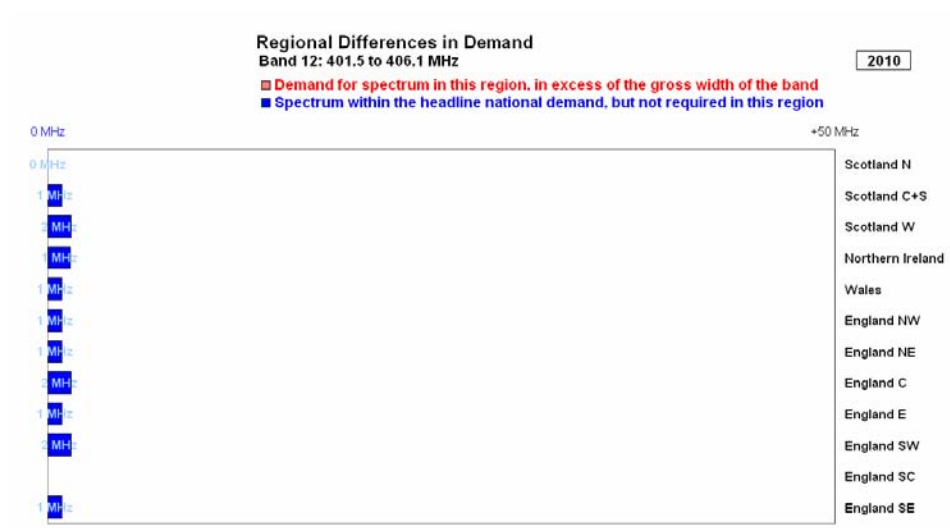 Regional Differences in Demand
Band 12: 401.5 to 406.1 MHz
2010
Demand for spectrum in this region, in excess of the gross width of the band
Spectrum within the headline national demand, but not required in this region
0 MHz +50 MHz
0 MHz Scotland N
1 MHz Scotland C+S
2 MHz Scotland W
1 MHz Northern Ireland
1 MHz Wales
1 MHz England NW
1 MHz England NE
2 MHz England C
1 MHz England E
2 MHz England SW
England SC
1 MHz England SE